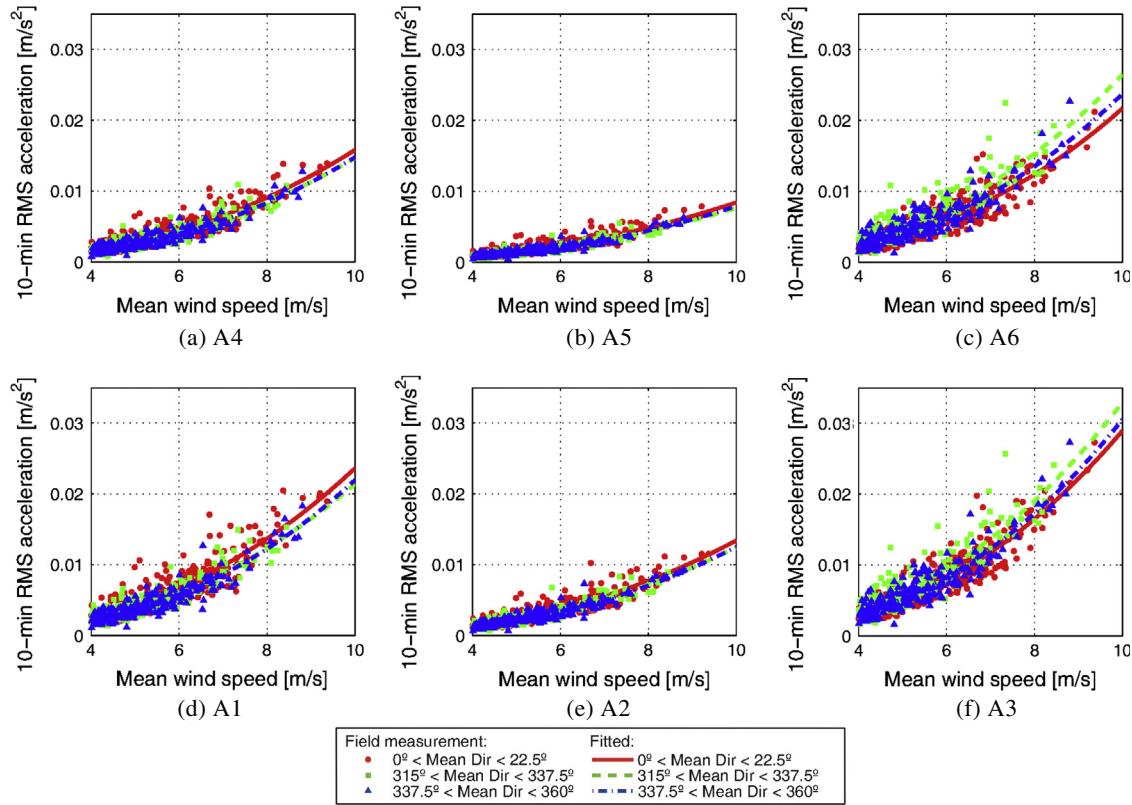 0.03
0.02
0.01
0
4 6 8 10
10-min RMS acceleration [m/s²]
Mean wind speed [m/s]
(a) A4
0.03
0.02
0.01
0
4 6 8 10
10-min RMS acceleration [m/s²]
Mean wind speed [m/s]
(b) A5
0.03
0.02
0.01
0
4 6 8 10
10-min RMS acceleration [m/s²]
Mean wind speed [m/s]
(c) A6
0.03
0.02
0.01
0
4 6 8 10
10-min RMS acceleration [m/s²]
Mean wind speed [m/s]
(d) A1
0.03
0.02
0.01
0
4 6 8 10
10-min RMS acceleration [m/s²]
Mean wind speed [m/s]
(e) A2
0.03
0.02
0.01
0
4 6 8 10
10-min RMS acceleration [m/s²]
Mean wind speed [m/s]
(f) A3
Field measurement:
0º < Mean Dir < 22.5º
315º < Mean Dir < 337.5º
337.5º < Mean Dir < 360º
Fitted:
0º < Mean Dir < 22.5º
315º < Mean Dir < 337.5º
337.5º < Mean Dir < 360º